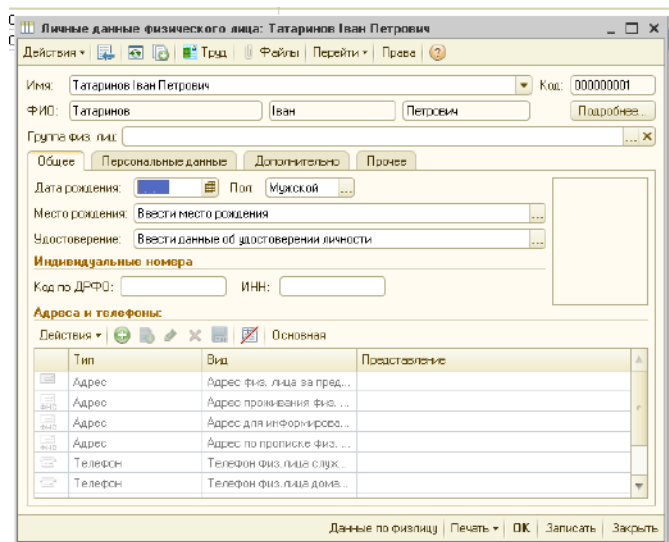 Личные данные физического лица: Татаринов Іван Петрович
Действия Труд Файлы Перейти Права
Имя: Татаринов Іван Петрович Код: 000000001
ФИО: Татаринов Іван Петрович Подробнее...
Группа физ. лиц: ... X
Общее Персональные данные Дополнительно Прочее
Дата рождения: . . Пол: Мужской ...
Место рождения: Ввести место рождения ...
Удостоверение: Ввести данные об удостоверении личности ...
Индивидуальные номера
Код по ДРФО: ИНН:
Адреса и телефоны:
Действия Основная
Тип Вид Представление
Адрес Адрес физ. лица за пред...
Адрес Адрес проживания физ. ...
Адрес Адрес для информирова...
Адрес Адрес по прописке физ. ...
Телефон Телефон физ. лица служ...
Телефон Телефон физ. лица дома...
Данные по физлицу Печать OK Записать Закрыть